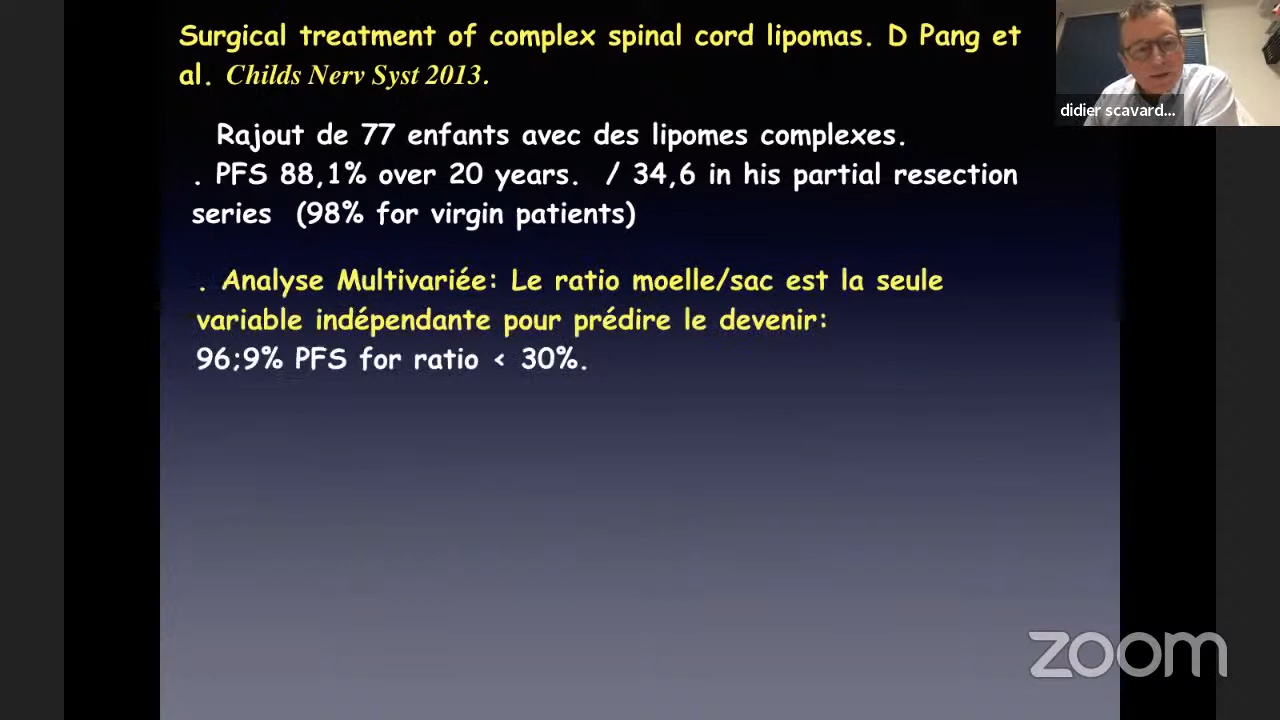 Surgical treatment of complex spinal cord lipomas. D Pang et
al. Childs Nerv Syst 2013.
Rajout de 77 enfants avec des lipomes complexes.
. PFS 88,1% over 20 years. / 34,6 in his partial resection
series (98% for virgin patients)
. Analyse Multivariée: Le ratio moelle/sac est la seule
variable indépendante pour prédire le devenir:
96;9% PFS for ratio < 30%.
didier scavard...
zoom